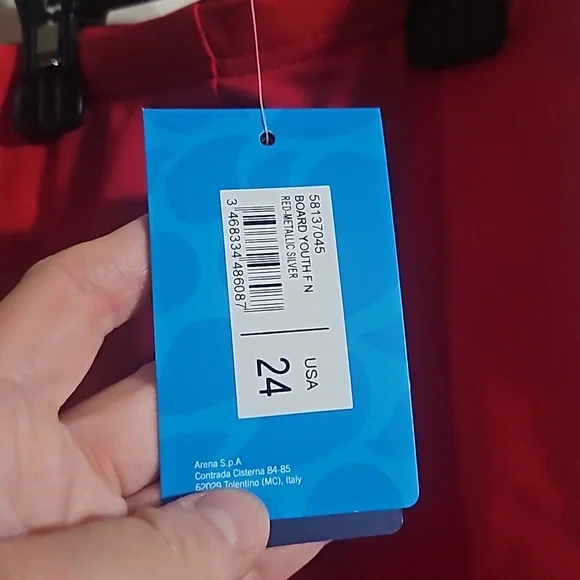 58137045
BOARD YOUTH F N
RED-METALLIC SILVER
3 468334 486087
USA
24
Arena S.p.A
Contrada Cisterna 84-85
62029 Tolentino (MC), Italy